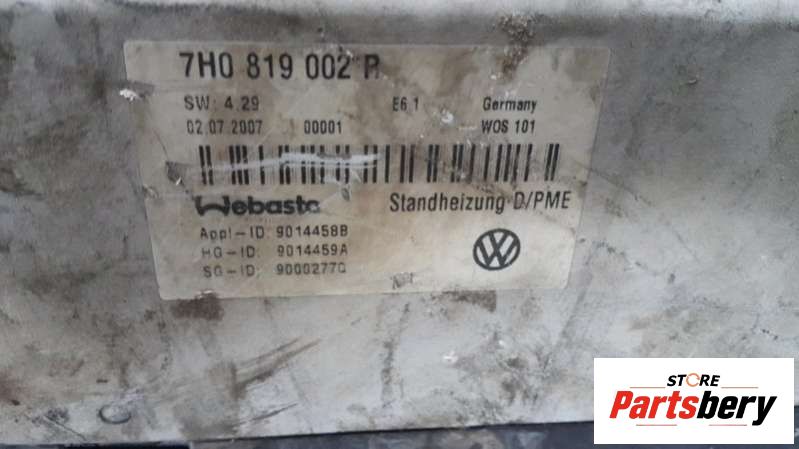 7H0 819 002 R
SW: 4.29 E6.1 Germany
02.07.2007 00001 WOS 101
Webasto Standheizung D/PME
Appl-ID: 9014458B
HG-ID: 9014459A
SG-ID: 9000277C
STORE
Partsbery